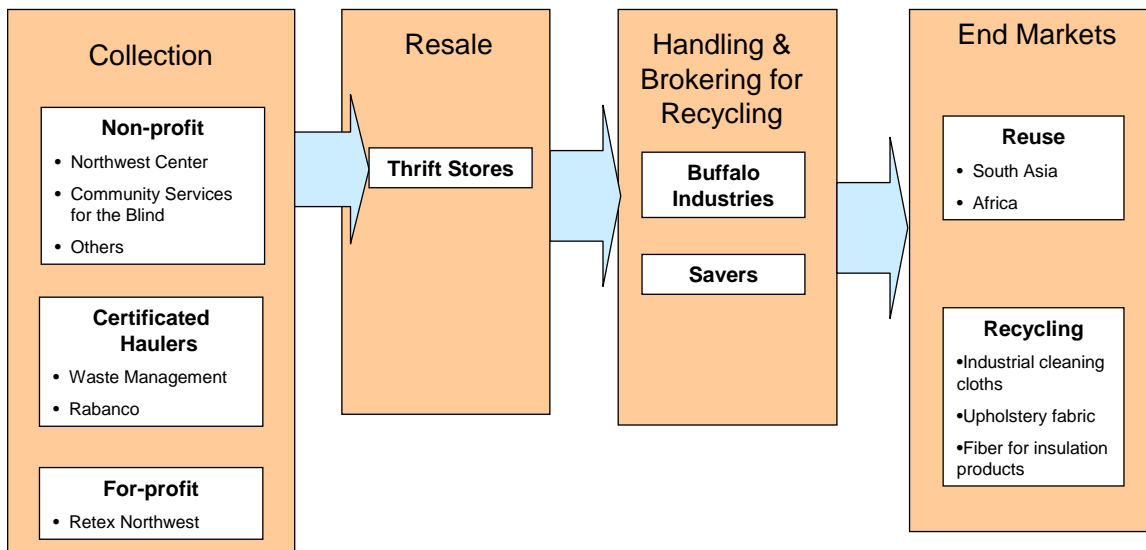 Collection
Non-profit
• Northwest Center
• Community Services
for the Blind
• Others
Certificated
Haulers
• Waste Management
• Rabanco
For-profit
• Retex Northwest
Resale
Thrift Stores
Handling &
Brokering for
Recycling
Buffalo
Industries
Savers
End Markets
Reuse
• South Asia
• Africa
Recycling
•Industrial cleaning
cloths
•Upholstery fabric
•Fiber for insulation
products